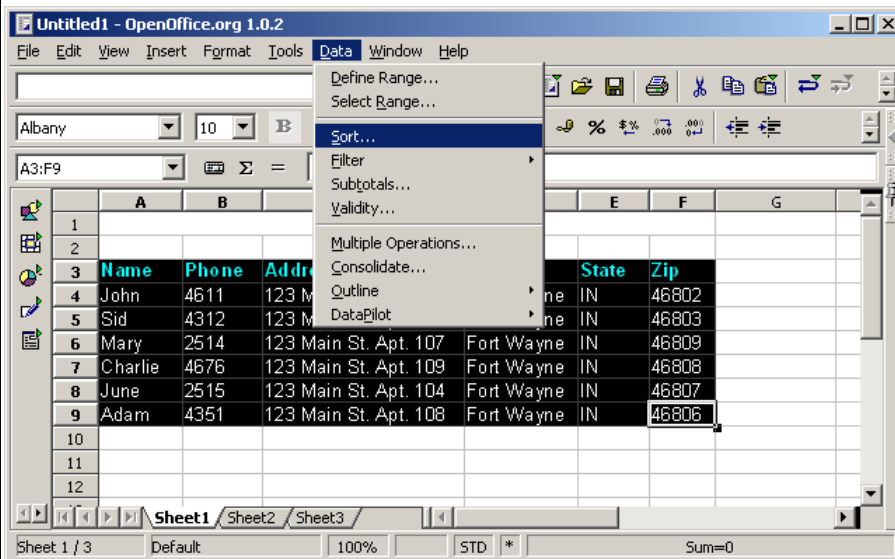 Untitled1 - OpenOffice.org 1.0.2
File Edit View Insert Format Tools Data Window Help
Define Range...
Select Range...
Sort...
Filter
Subtotals...
Validity...
Multiple Operations...
Consolidate...
Outline
DataPilot
Albany 10 B % $% .000 .000
A3:F9 Σ =
A B E F G
1
2
3 Name Phone State Zip
4 John 4611 123 IN 46802
5 Sid 4312 123 IN 46803
6 Mary 2514 123 Main St. Apt. 107 Fort Wayne IN 46809
7 Charlie 4676 123 Main St. Apt. 109 Fort Wayne IN 46808
8 June 2515 123 Main St. Apt. 104 Fort Wayne IN 46807
9 Adam 4351 123 Main St. Apt. 108 Fort Wayne IN 46806
10
11
12
Sheet1 Sheet2 Sheet3
Sheet 1 / 3 Default 100% STD * Sum=0